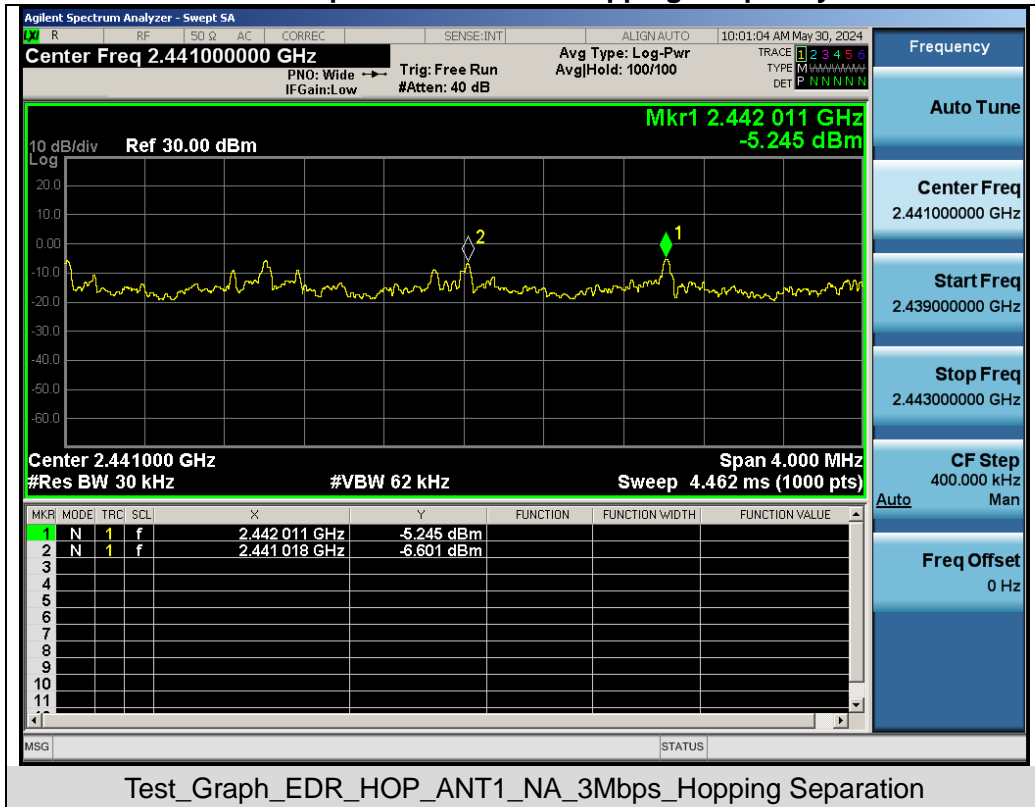 Agilent Spectrum Analyzer - Swept SA
LXI R RF 50 Ω AC CORREC SENSE:INT ALIGN AUTO 10:01:04 AM May 30, 2024
Center Freq 2.441000000 GHz
PNO: Wide
IFGain:Low
Trig: Free Run
#Atten: 40 dB
Avg Type: Log-Pwr
Avg|Hold: 100/100
TRACE 1 2 3 4 5 6
TYPE M
DET P N N N N N
Mkr1 2.442 011 GHz
-5.245 dBm
10 dB/div Ref 30.00 dBm
Log
20.0
10.0
0.00
-10.0
-20.0
-30.0
-40.0
-50.0
-60.0
2
1
Center 2.441000 GHz Span 4.000 MHz
#Res BW 30 kHz #VBW 62 kHz Sweep 4.462 ms (1000 pts)
MKR MODE TRC SCL X Y FUNCTION FUNCTION WIDTH FUNCTION VALUE
1 N 1 f 2.442 011 GHz -5.245 dBm
2 N 1 f 2.441 018 GHz -6.601 dBm
3
4
5
6
7
8
9
10
11
MSG STATUS
Frequency
Auto Tune
Center Freq
2.441000000 GHz
Start Freq
2.439000000 GHz
Stop Freq
2.443000000 GHz
CF Step
400.000 kHz
Auto Man
Freq Offset
0 Hz
Test_Graph_EDR_HOP_ANT1_NA_3Mbps_Hopping Separation